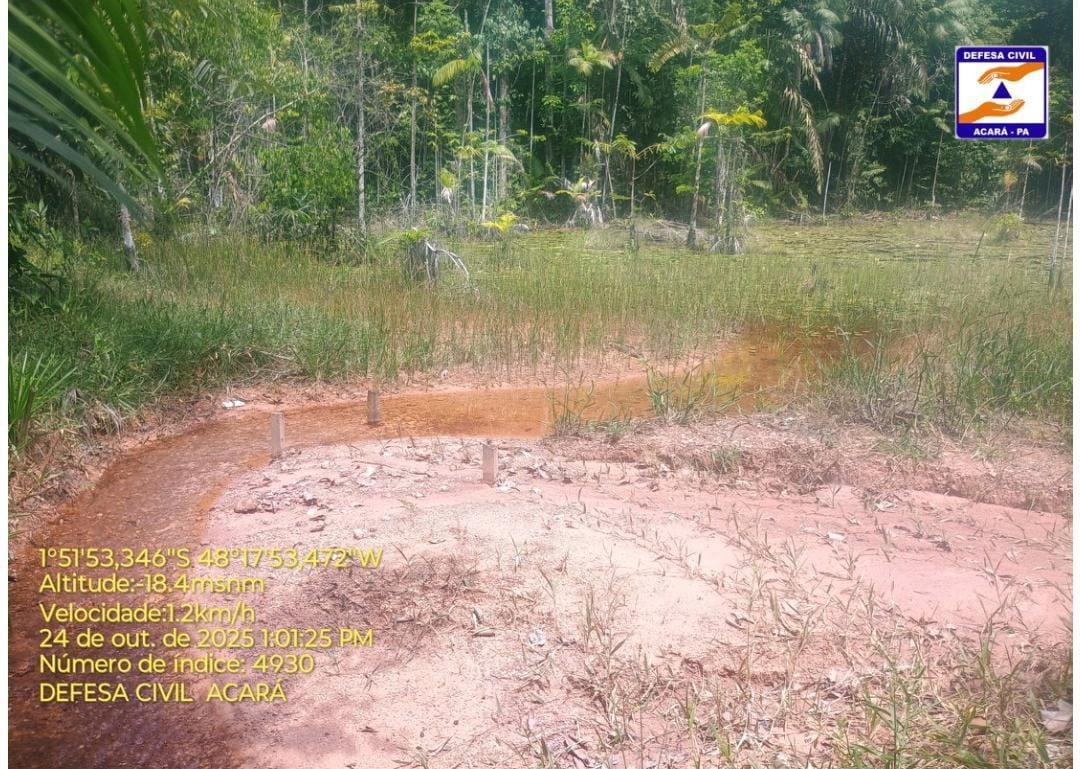 DEFESA CIVIL
ACARÁ - PA
1°51'53,346"S 48°17'53,472"W
Altitude:-18.4msnm
Velocidade:1.2km/h
24 de out. de 2025 1:01:25 PM
Número de índice: 4930
DEFESA CIVIL ACARÁ